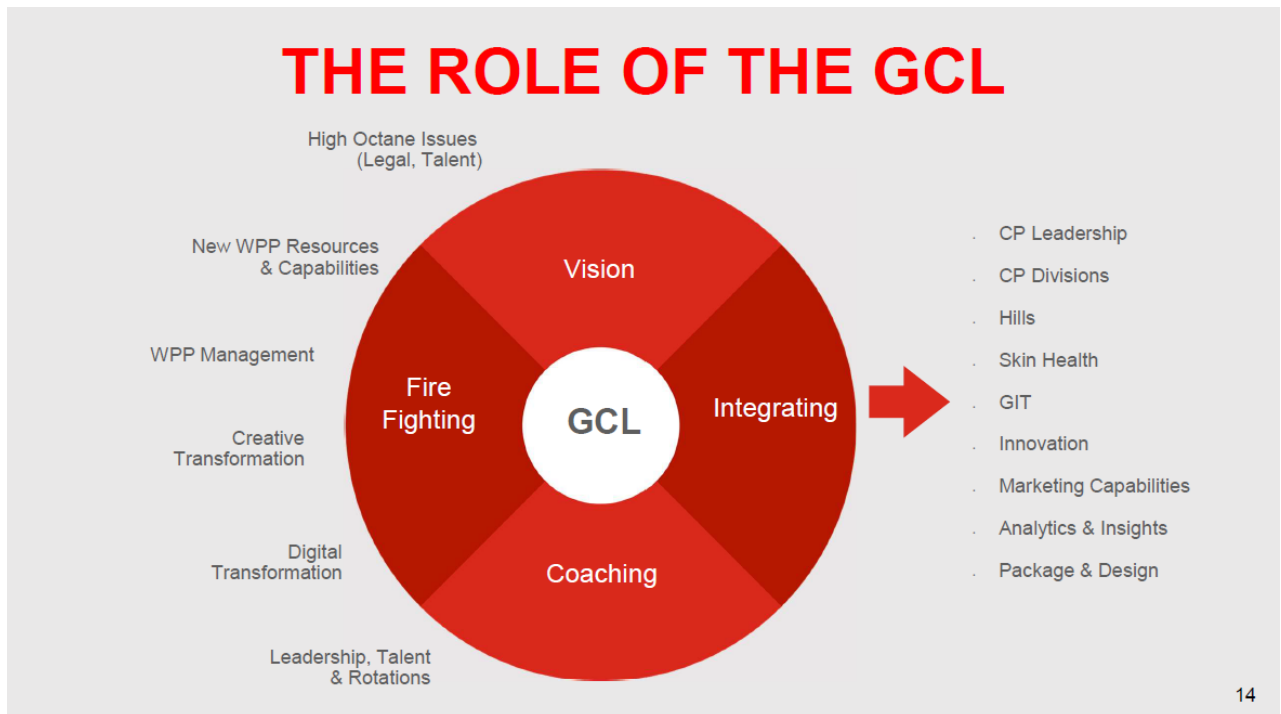 THE ROLE OF THE GCL
High Octane Issues
(Legal, Talent)
New WPP Resources
& Capabilities
WPP Management
Creative
Transformation
Digital
Transformation
Leadership, Talent
& Rotations
Vision
Fire
Fighting
GCL
Integrating
Coaching
. CP Leadership
. CP Divisions
. Hills
. Skin Health
. GIT
. Innovation
. Marketing Capabilities
. Analytics & Insights
. Package & Design
14